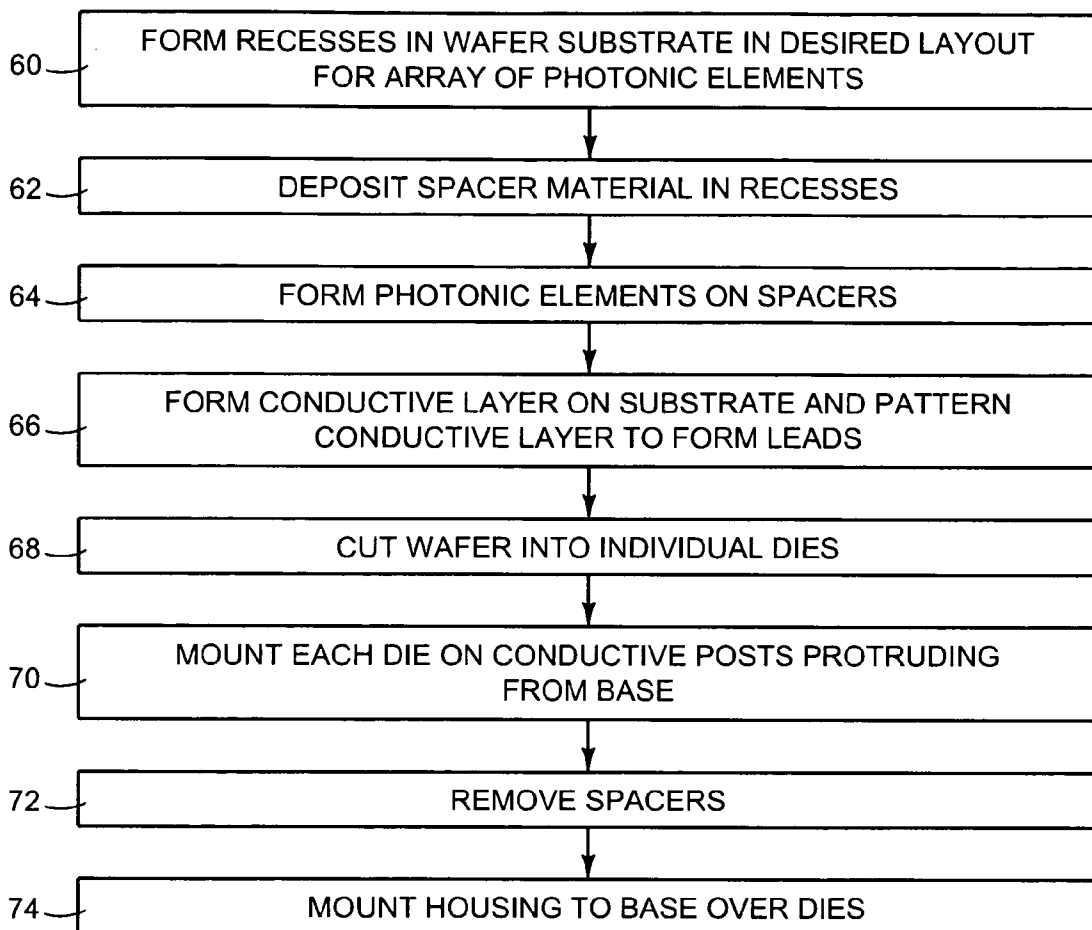 60
FORM RECESSES IN WAFER SUBSTRATE IN DESIRED LAYOUT
FOR ARRAY OF PHOTONIC ELEMENTS
62
DEPOSIT SPACER MATERIAL IN RECESSES
64
FORM PHOTONIC ELEMENTS ON SPACERS
66
FORM CONDUCTIVE LAYER ON SUBSTRATE AND PATTERN
CONDUCTIVE LAYER TO FORM LEADS
68
CUT WAFER INTO INDIVIDUAL DIES
70
MOUNT EACH DIE ON CONDUCTIVE POSTS PROTRUDING
FROM BASE
72
REMOVE SPACERS
74
MOUNT HOUSING TO BASE OVER DIES